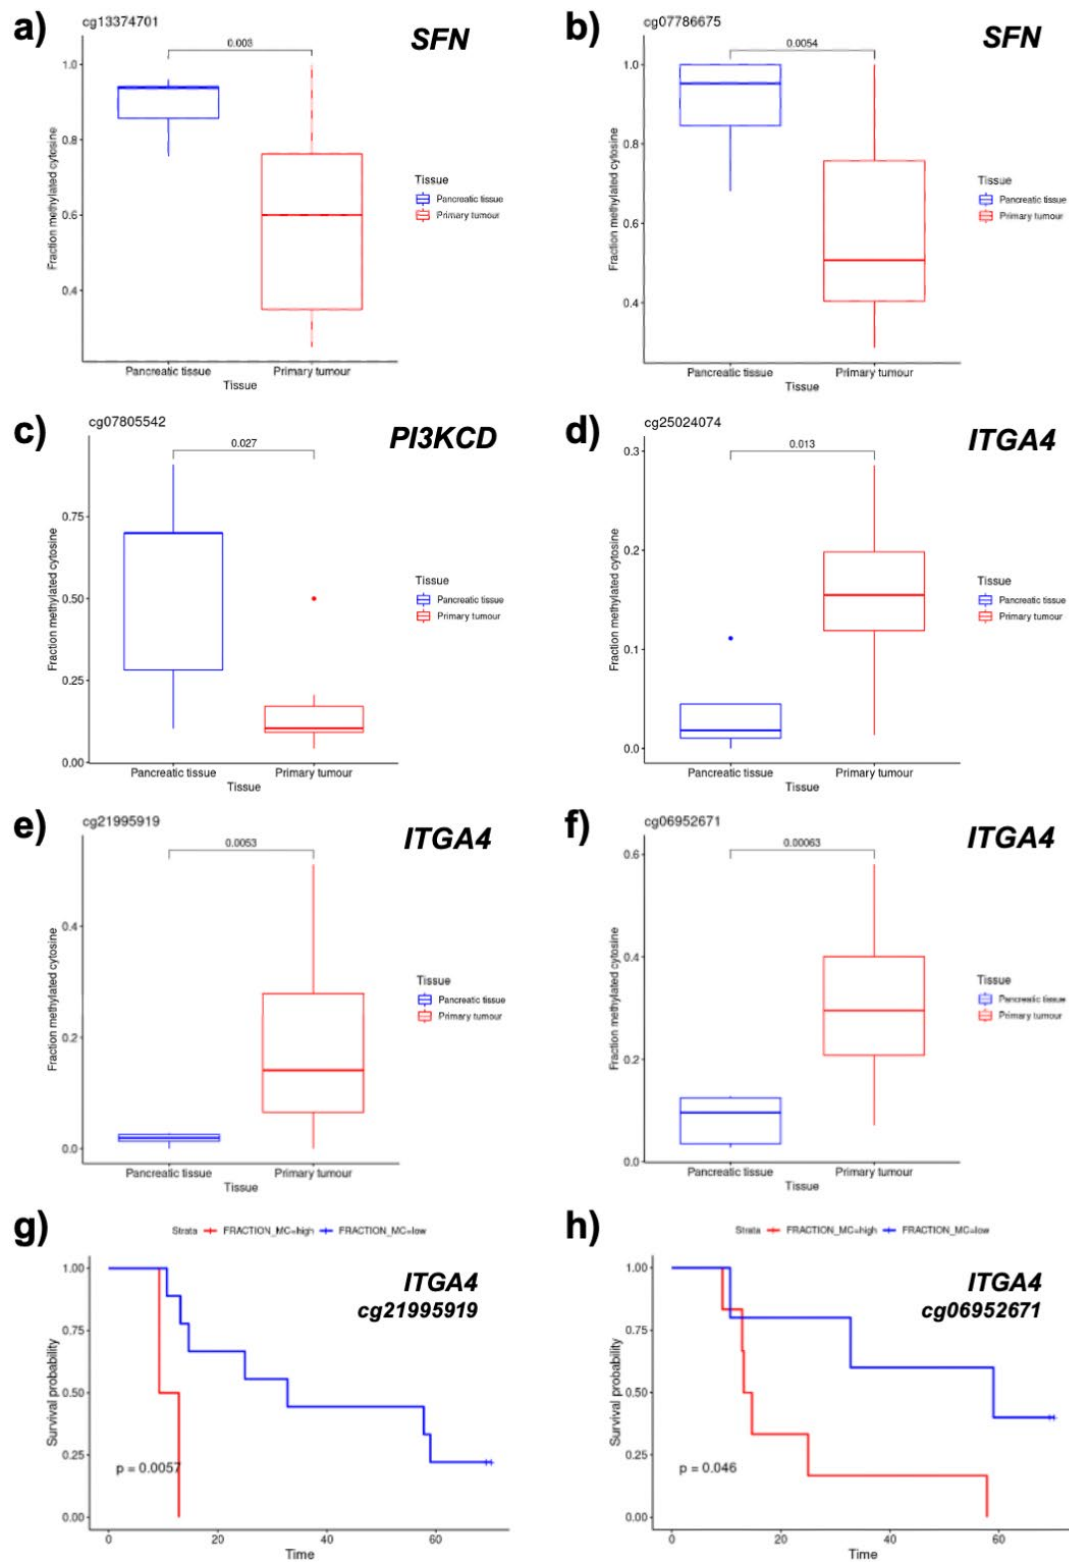 a)
cg13374701
SFN
0.003
1.0
0.8
0.6
0.4
Fraction methylated cytosine
Tissue
Pancreatic tissue
Primary tumour
Pancreatic tissue
Primary tumour
Tissue
b)
cg07786675
SFN
0.0054
1.0
0.8
0.6
0.4
Fraction methylated cytosine
Tissue
Pancreatic tissue
Primary tumour
Pancreatic tissue
Primary tumour
Tissue
c)
cg07805542
PI3KCD
0.027
0.75
0.50
0.25
0.00
Fraction methylated cytosine
Tissue
Pancreatic tissue
Primary tumour
Pancreatic tissue
Primary tumour
Tissue
d)
cg25024074
ITGA4
0.013
0.3
0.2
0.1
0.0
Fraction methylated cytosine
Tissue
Pancreatic tissue
Primary tumour
Pancreatic tissue
Primary tumour
Tissue
e)
cg21995919
ITGA4
0.0053
0.4
0.2
0.0
Fraction methylated cytosine
Tissue
Pancreatic tissue
Primary tumour
Pancreatic tissue
Primary tumour
Tissue
f)
cg06952671
ITGA4
0.00063
0.6
0.4
0.2
0.0
Fraction methylated cytosine
Tissue
Pancreatic tissue
Primary tumour
Pancreatic tissue
Primary tumour
Tissue
g)
Strata FRACTION_MC=high FRACTION_MC=low
ITGA4
cg21995919
1.00
0.75
0.50
0.25
0.00
Survival probability
p = 0.0057
0 20 40 60
Time
h)
Strata FRACTION_MC=high FRACTION_MC=low
ITGA4
cg06952671
1.00
0.75
0.50
0.25
0.00
Survival probability
p = 0.046
0 20 40 60
Time